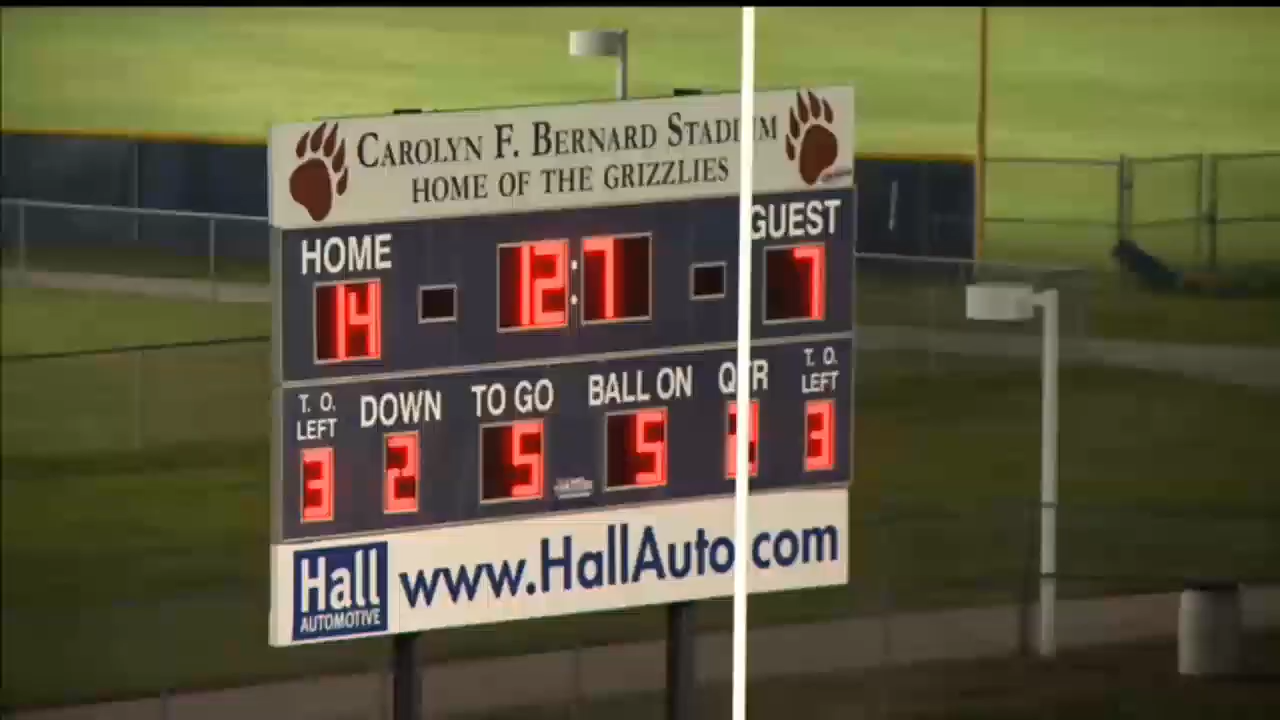 CAROLYN F. BERNARD STADIUM
HOME OF THE GRIZZLIES
HOME
GUEST
14
12:7
7
T. O. LEFT
DOWN
TO GO
BALL ON
QTR
T. O. LEFT
3
2
5
5
3
Hall
AUTOMOTIVE
www.HallAuto.com